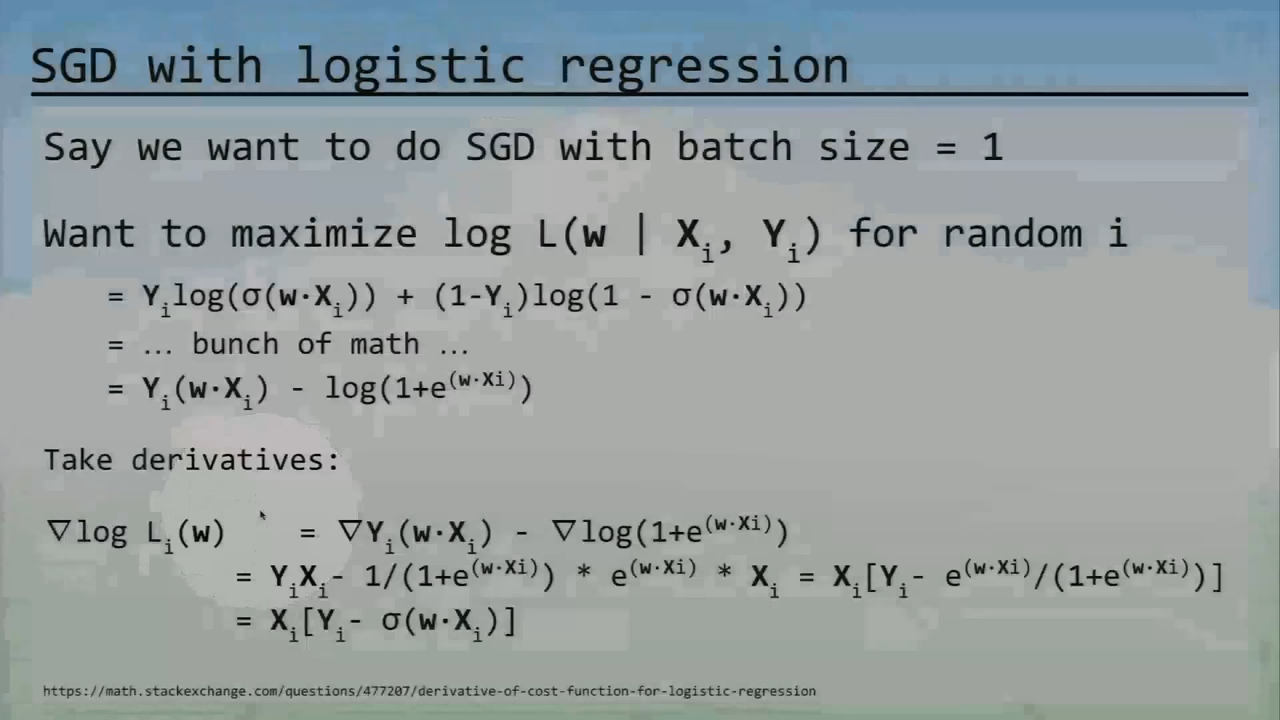 SGD with logistic regression
Say we want to do SGD with batch size = 1
Want to maximize log L(w | Xᵢ, Yᵢ) for random i
= Yᵢlog(σ(w·Xᵢ)) + (1-Yᵢ)log(1 - σ(w·Xᵢ))
= … bunch of math …
= Yᵢ(w·Xᵢ) - log(1+e^(w·Xi))
Take derivatives:
∇log Lᵢ(w) = ∇Yᵢ(w·Xᵢ) - ∇log(1+e^(w·Xi))
= YᵢXᵢ- 1/(1+e^(w·Xi)) * e^(w·Xi) * Xᵢ = Xᵢ[Yᵢ- e^(w·Xi)/(1+e^(w·Xi))]
= Xᵢ[Yᵢ- σ(w·Xᵢ)]
https://math.stackexchange.com/questions/477207/derivative-of-cost-function-for-logistic-regression